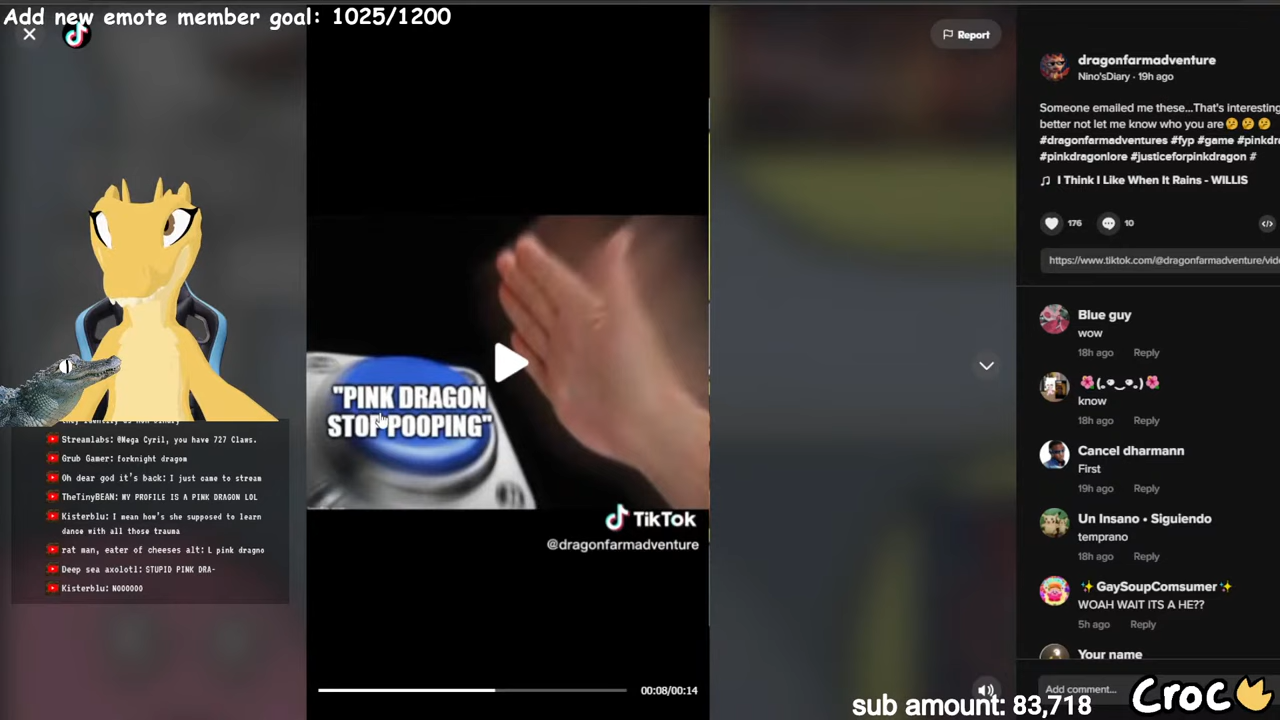 Add new emote member goal: 1025/1200
Report
dragonfarmadventure
Nino'sDiary · 19h ago
Someone emailed me these...That's interesting
better not let me know who you are🫤 🫤 🫤
#dragonfarmadventures #fyp #game #pinkdr
#pinkdragonlore #justiceforpinkdragon #
♫ I Think I Like When It Rains - WILLIS
176
10
https://www.tiktok.com/@dragonfarmadventure/vid
"PINK DRAGON
STOP POOPING"
TikTok
@dragonfarmadventure
00:08/00:14
Streamlabs: @Mega Cyril, you have 727 Claws.
Grub Gamer: forknight dragom
Oh dear god it's back: I just came to stream
TheTinyBEAN: MY PROFILE IS A PINK DRAGON LOL
Kisterblu: I mean how's she supposed to learn
dance with all those trauma
rat man, eater of cheeses alt: L pink dragno
Deep sea axolotl: STUPID PINK DRA-
Kisterblu: NOOOOOO
Blue guy
wow
18h ago Reply
know
18h ago Reply
Cancel dharmann
First
19h ago Reply
Un Insano • Siguiendo
temprano
18h ago Reply
✨GaySoupComsumer✨
WOAH WAIT ITS A HE??
5h ago Reply
Your name
Add comment...
Croc
sub amount: 83,718